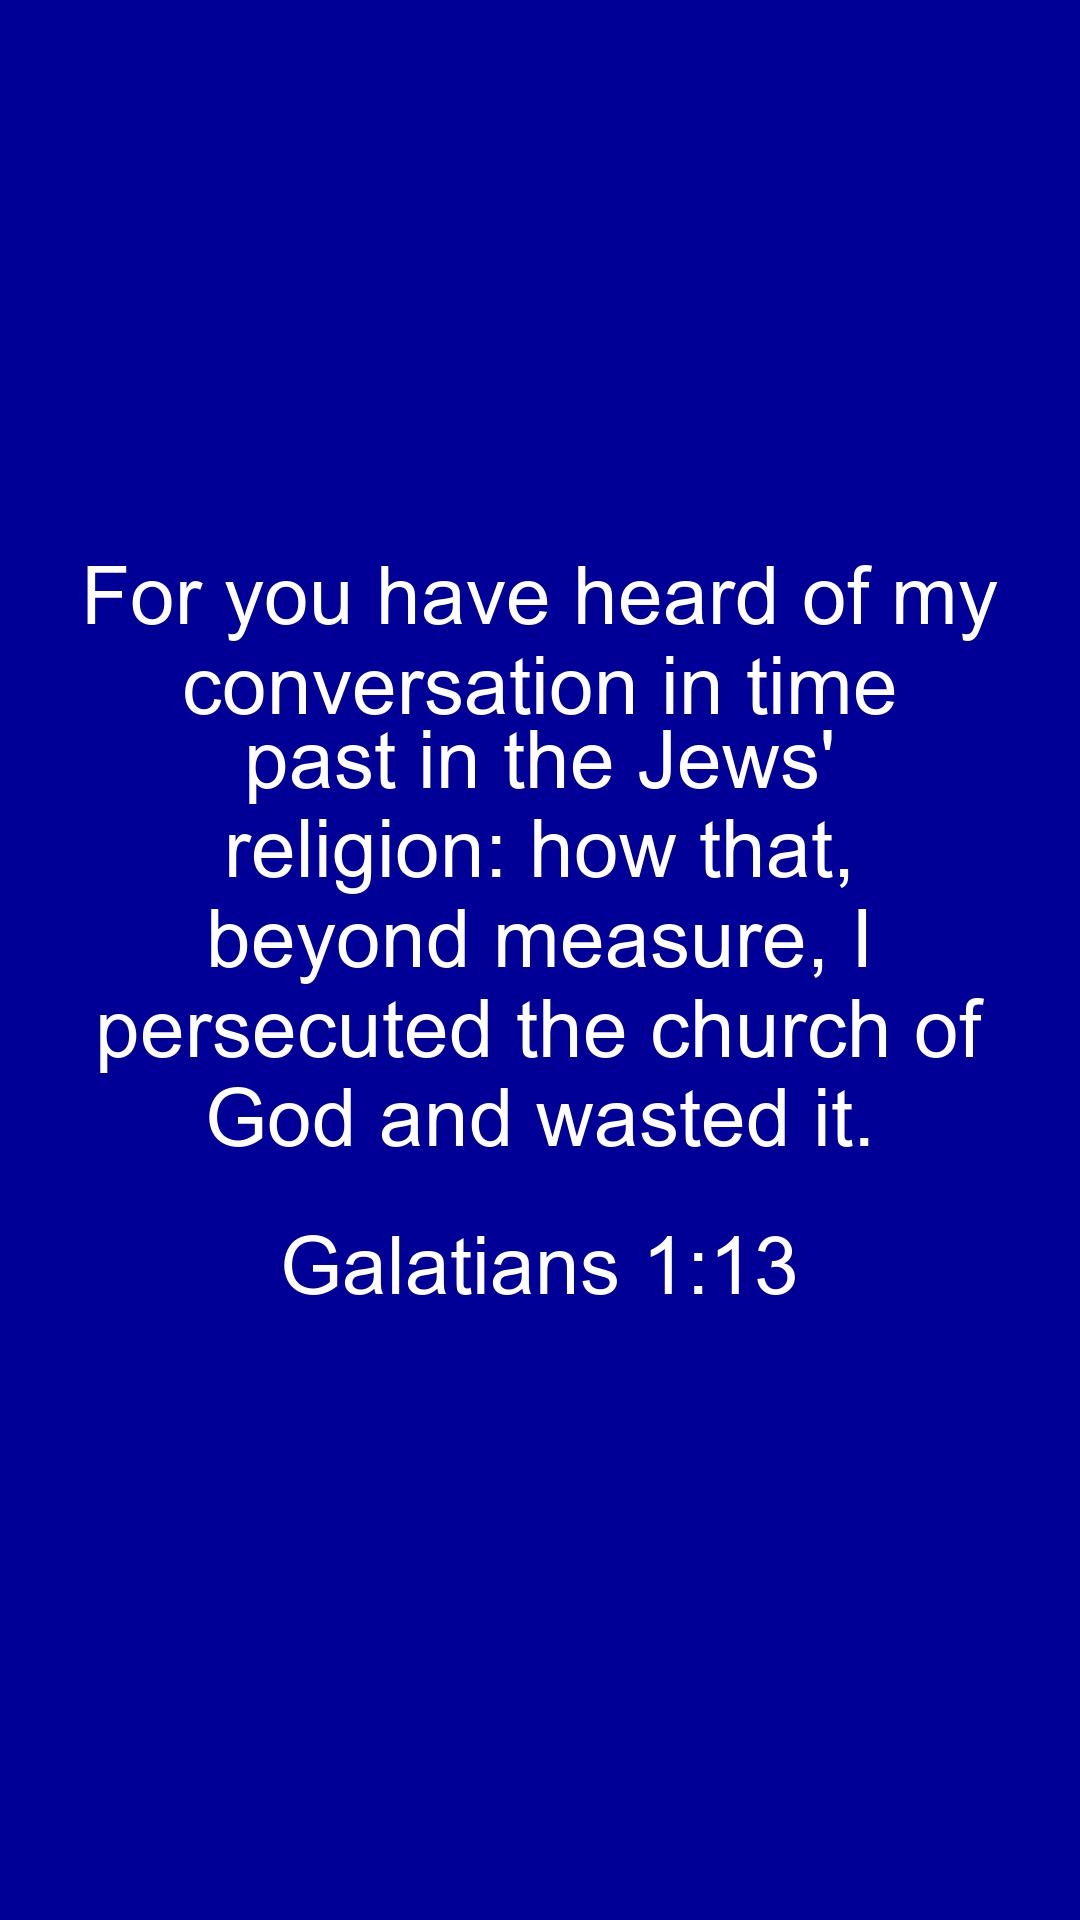 For you have heard of my
conversation in time
past in the Jews'
religion: how that,
beyond measure, I
persecuted the church of
God and wasted it.
Galatians 1:13